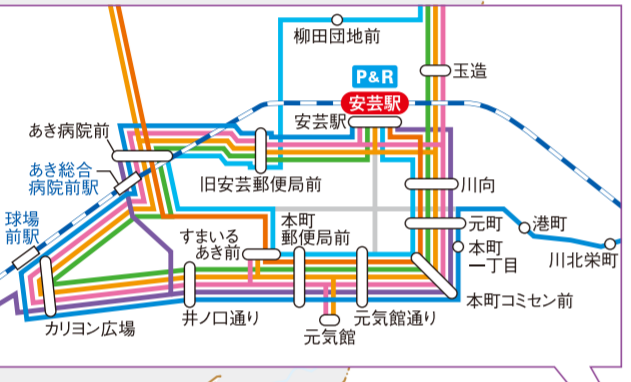 柳田団地前
P&R
玉造
安芸駅
安芸駅
あき病院前
あき総合
病院前駅
旧安芸郵便局前
川向
球場
前駅
すまいる
あき前
本町
郵便局前
元町
港町
本町
一丁目
川北栄町
カリヨン広場
井ノ口通り
元気館
元気館通り
本町コミセン前